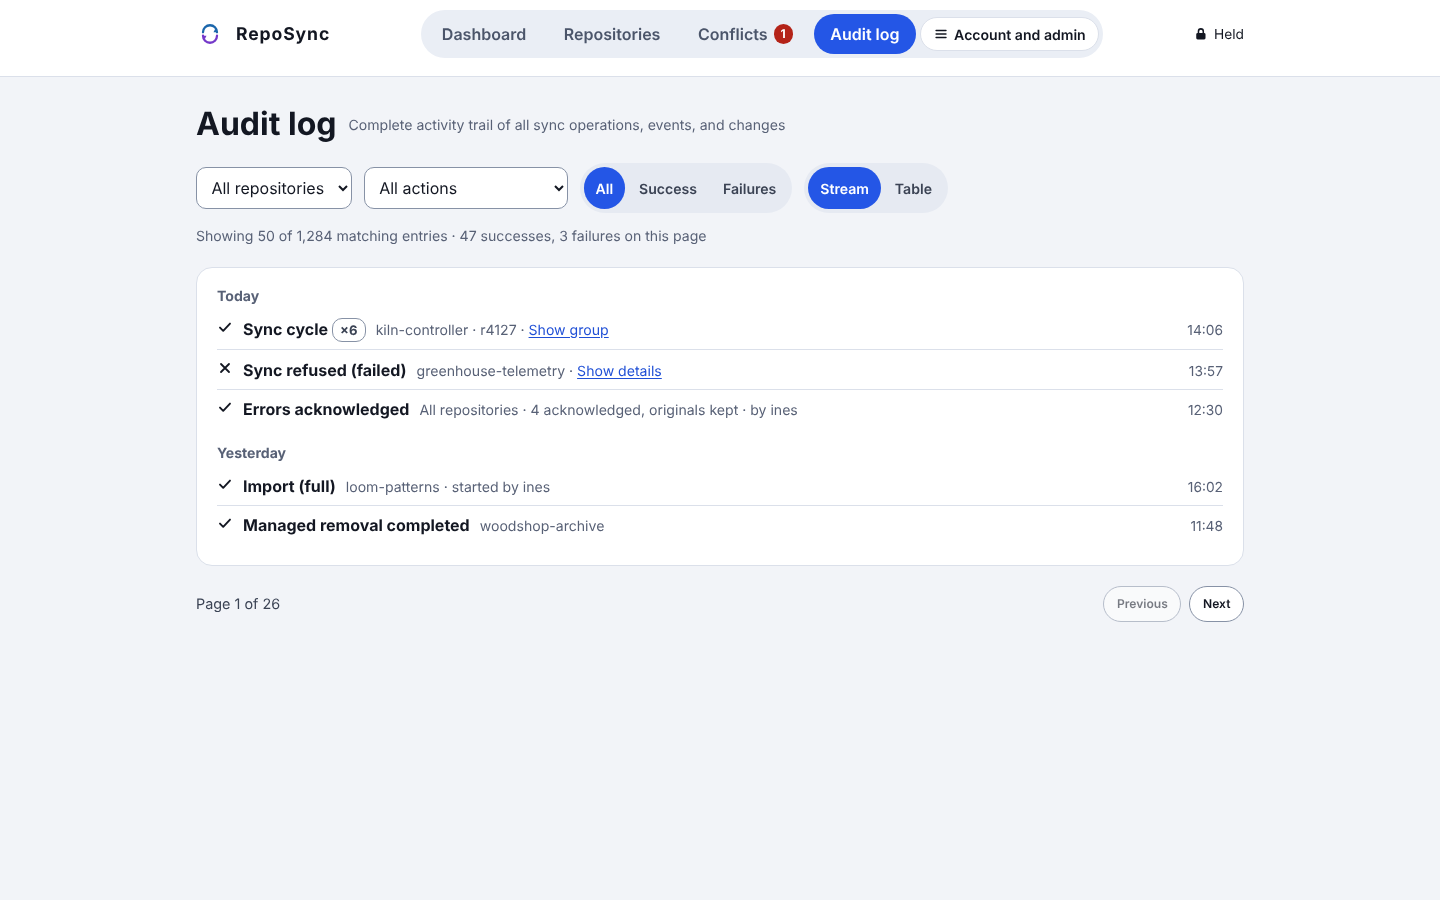 RepoSync
Dashboard
Repositories
Conflicts 1
Audit log
Account and admin
Held
Audit log
Complete activity trail of all sync operations, events, and changes
All repositories
All actions
All
Success
Failures
Stream
Table
Showing 50 of 1,284 matching entries · 47 successes, 3 failures on this page
Today
Sync cycle ×6 kiln-controller · r4127 · Show group 14:06
Sync refused (failed) greenhouse-telemetry · Show details 13:57
Errors acknowledged All repositories · 4 acknowledged, originals kept · by ines 12:30
Yesterday
Import (full) loom-patterns · started by ines 16:02
Managed removal completed woodshop-archive 11:48
Page 1 of 26
Previous
Next